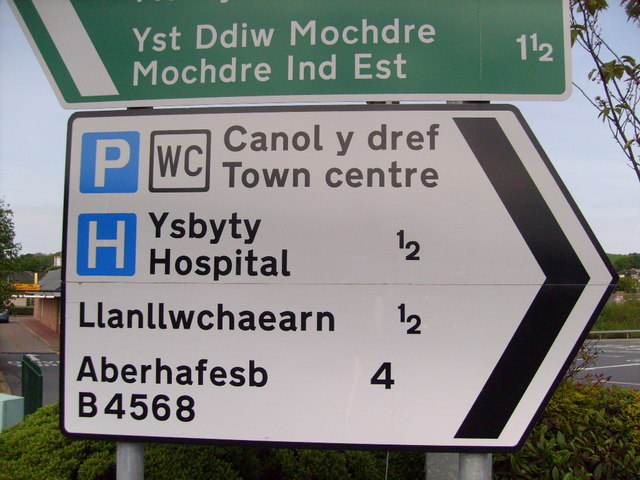 Yst Ddiw Mochdre
Mochdre Ind Est 1½
P WC Canol y dref
Town centre
H Ysbyty
Hospital ½
Llanllwchaearn ½
Aberhafesb 4
B4568